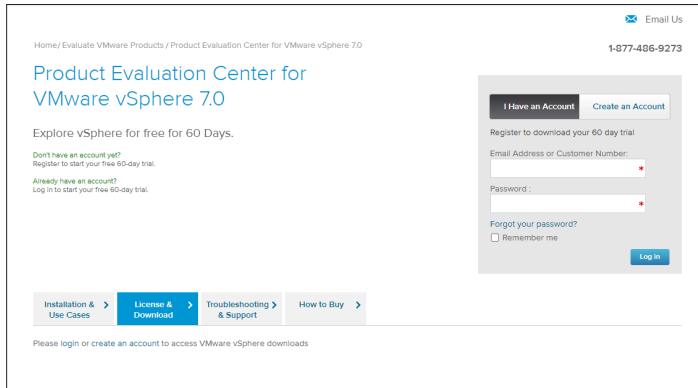 Email Us
Home/ Evaluate VMware Products / Product Evaluation Center for VMware vSphere 7.0
1-877-486-9273
Product Evaluation Center for
VMware vSphere 7.0
Explore vSphere for free for 60 Days.
Don't have an account yet?
Register to start your free 60-day trial.
Already have an account?
Log in to start your free 60-day trial.
I Have an Account
Create an Account
Register to download your 60 day trial
Email Address or Customer Number:
*
Password :
*
Forgot your password?
Remember me
Log in
Installation &
Use Cases
License &
Download
Troubleshooting
& Support
How to Buy
Please login or create an account to access VMware vSphere downloads